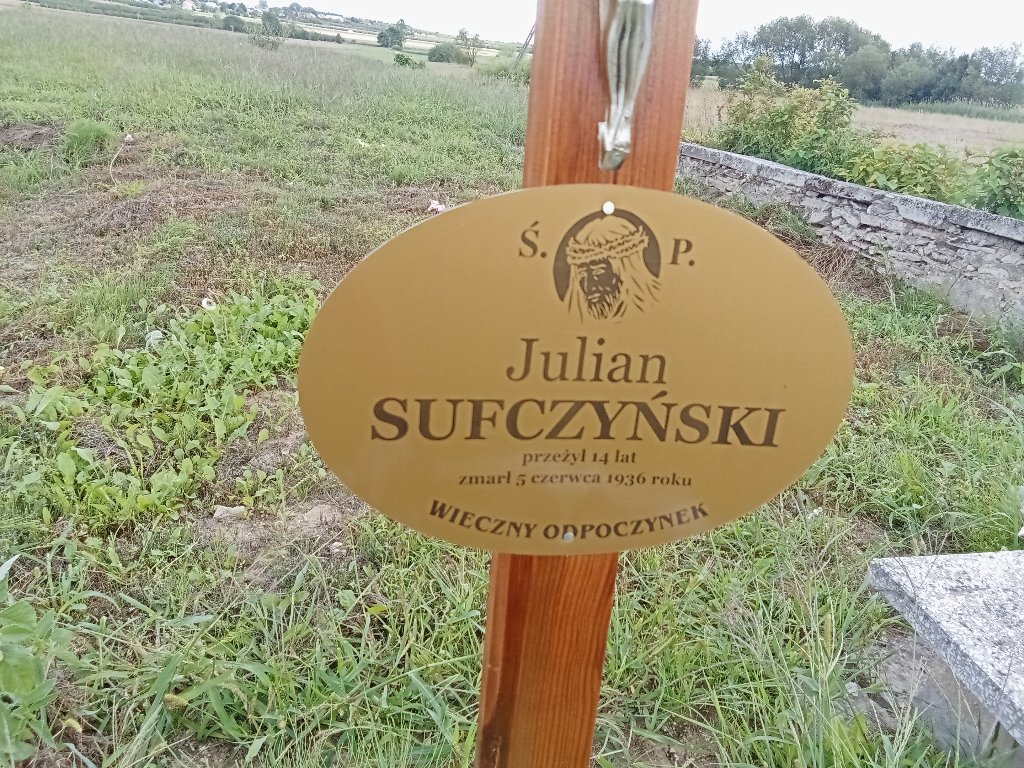 Ś. P.
Julian
SUFCZYŃSKI
przeżył 14 lat
zmarł 5 czerwca 1936 roku
WIECZNY ODPOCZYNEK